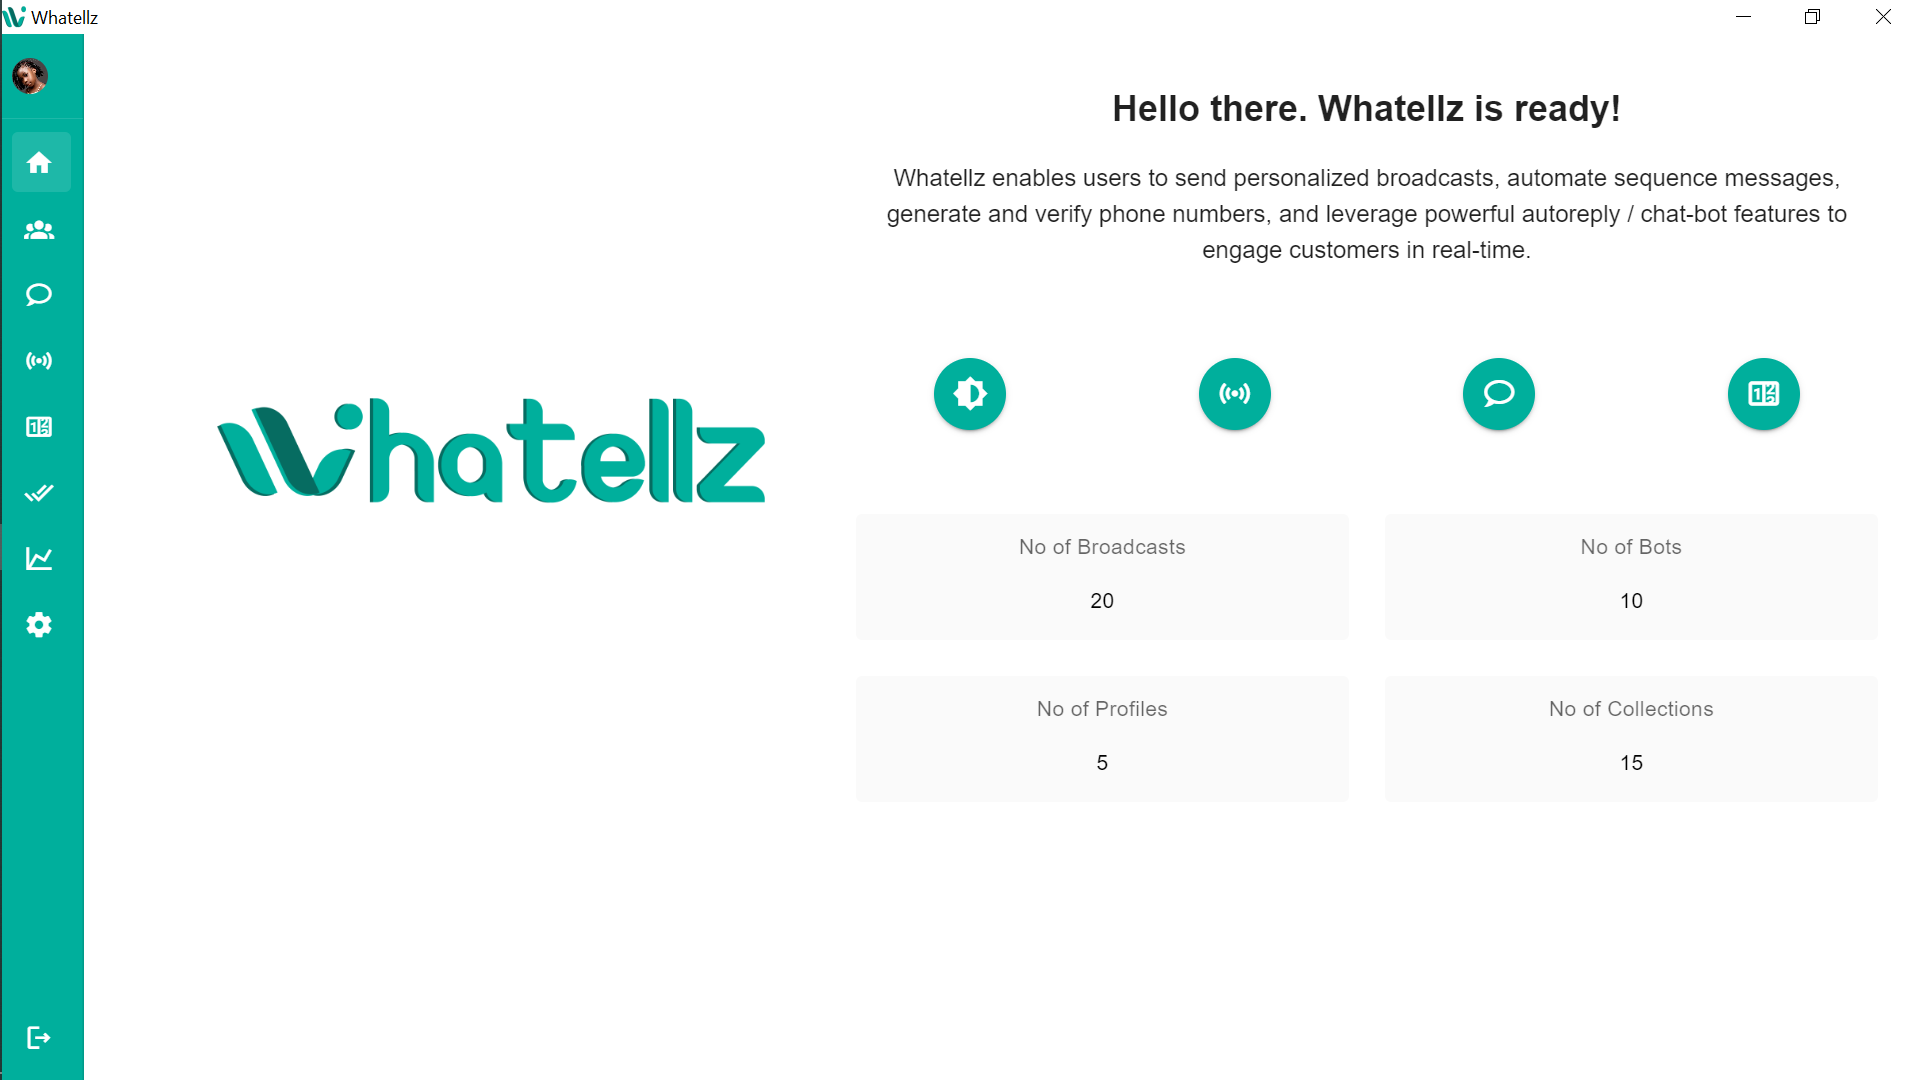 Whatellz
Hello there. Whatellz is ready!
Whatellz enables users to send personalized broadcasts, automate sequence messages,
generate and verify phone numbers, and leverage powerful autoreply / chat-bot features to
engage customers in real-time.
Whatellz
No of Broadcasts
20
No of Bots
10
No of Profiles
5
No of Collections
15